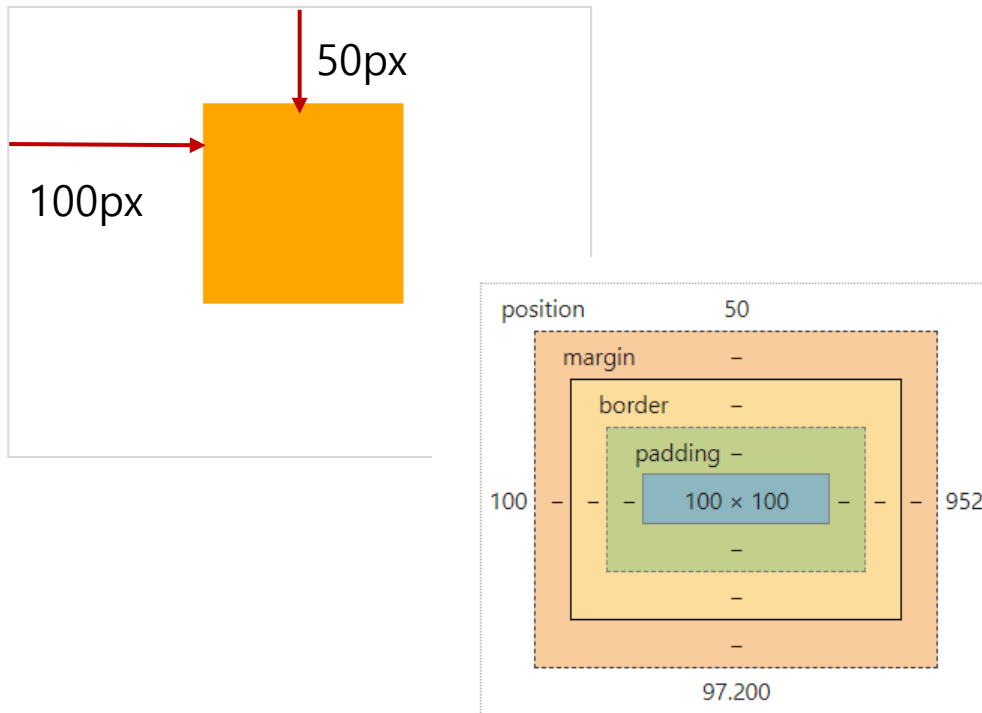 50px
100px
position 50
margin –
border –
padding –
100 – – – 100 × 100 – – – 952
–
–
–
97.200